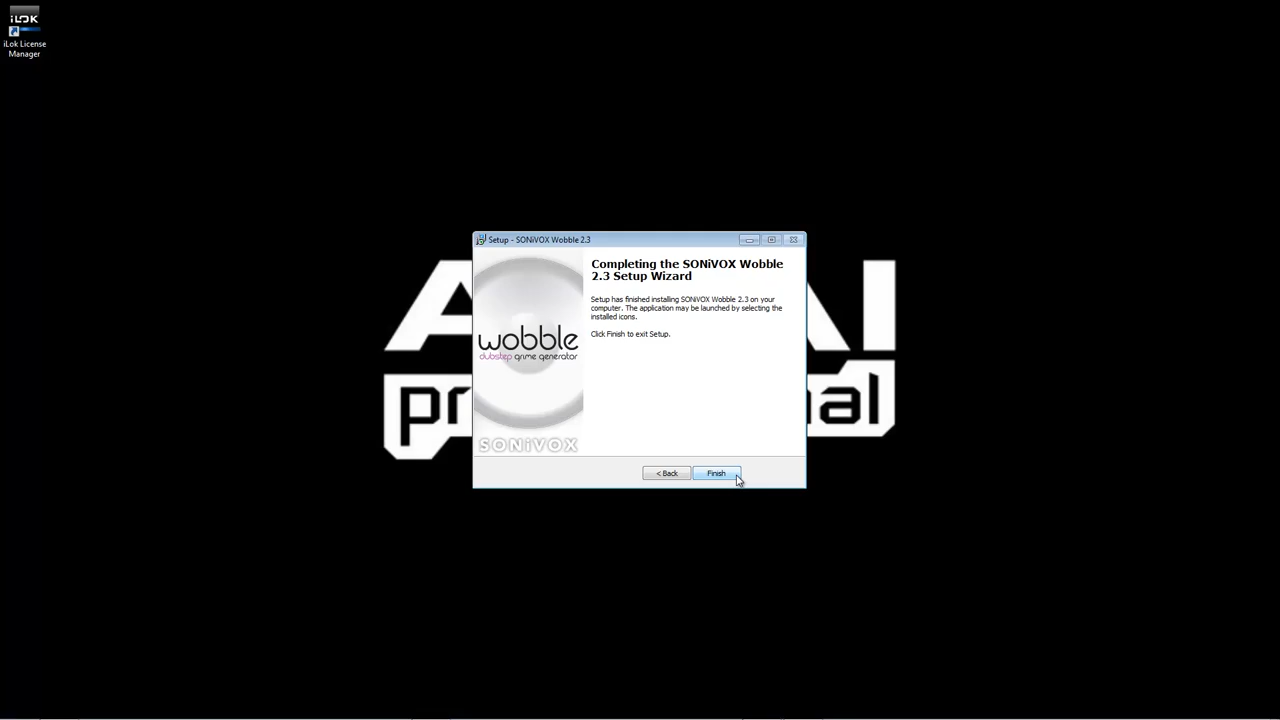 iLOK
iLok License
Manager
Setup - SONiVOX Wobble 2.3
Completing the SONiVOX Wobble
2.3 Setup Wizard
Setup has finished installing SONiVOX Wobble 2.3 on your
computer. The application may be launched by selecting the
installed icons.
Click Finish to exit Setup.
wobble
dubstep grime generator
SONiVOX
< Back
Finish